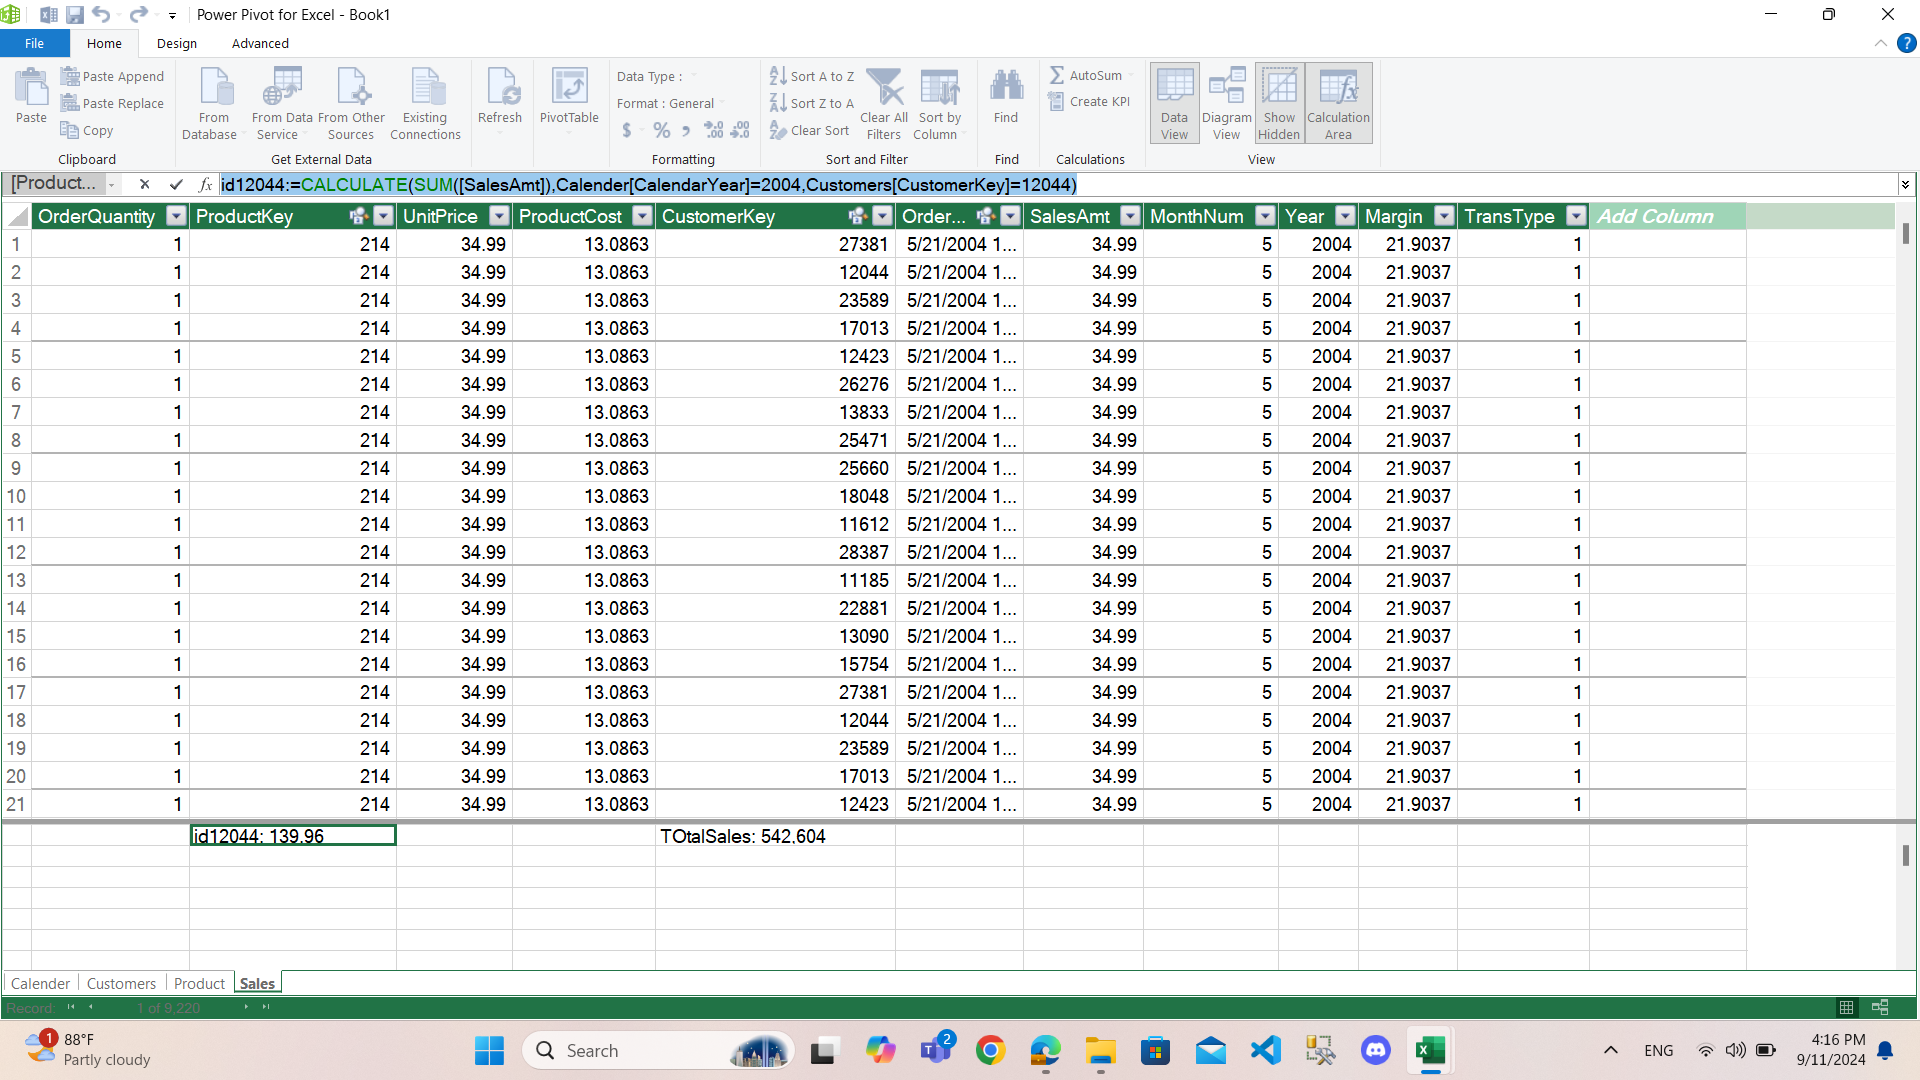 Power Pivot for Excel - Book1
File Home Design Advanced
Paste
Paste Append
Paste Replace
Copy
Clipboard
From Database
From Data Service
From Other Sources
Existing Connections
Get External Data
Refresh
PivotTable
Data Type :
Format : General
$ % ,
Formatting
Sort A to Z
Sort Z to A
Clear Sort
Clear All Filters
Sort by Column
Sort and Filter
Find
Find
AutoSum
Create KPI
Calculations
Data View
Diagram View
Show Hidden
Calculation Area
View
[Product... fx id12044:=CALCULATE(SUM([SalesAmt]),Calender[CalendarYear]=2004,Customers[CustomerKey]=12044)
OrderQuantity ProductKey UnitPrice ProductCost CustomerKey Order... SalesAmt MonthNum Year Margin TransType Add Column
1 1 214 34.99 13.0863 27381 5/21/2004 1... 34.99 5 2004 21.9037 1
2 1 214 34.99 13.0863 12044 5/21/2004 1... 34.99 5 2004 21.9037 1
3 1 214 34.99 13.0863 23589 5/21/2004 1... 34.99 5 2004 21.9037 1
4 1 214 34.99 13.0863 17013 5/21/2004 1... 34.99 5 2004 21.9037 1
5 1 214 34.99 13.0863 12423 5/21/2004 1... 34.99 5 2004 21.9037 1
6 1 214 34.99 13.0863 26276 5/21/2004 1... 34.99 5 2004 21.9037 1
7 1 214 34.99 13.0863 13833 5/21/2004 1... 34.99 5 2004 21.9037 1
8 1 214 34.99 13.0863 25471 5/21/2004 1... 34.99 5 2004 21.9037 1
9 1 214 34.99 13.0863 25660 5/21/2004 1... 34.99 5 2004 21.9037 1
10 1 214 34.99 13.0863 18048 5/21/2004 1... 34.99 5 2004 21.9037 1
11 1 214 34.99 13.0863 11612 5/21/2004 1... 34.99 5 2004 21.9037 1
12 1 214 34.99 13.0863 28387 5/21/2004 1... 34.99 5 2004 21.9037 1
13 1 214 34.99 13.0863 11185 5/21/2004 1... 34.99 5 2004 21.9037 1
14 1 214 34.99 13.0863 22881 5/21/2004 1... 34.99 5 2004 21.9037 1
15 1 214 34.99 13.0863 13090 5/21/2004 1... 34.99 5 2004 21.9037 1
16 1 214 34.99 13.0863 15754 5/21/2004 1... 34.99 5 2004 21.9037 1
17 1 214 34.99 13.0863 27381 5/21/2004 1... 34.99 5 2004 21.9037 1
18 1 214 34.99 13.0863 12044 5/21/2004 1... 34.99 5 2004 21.9037 1
19 1 214 34.99 13.0863 23589 5/21/2004 1... 34.99 5 2004 21.9037 1
20 1 214 34.99 13.0863 17013 5/21/2004 1... 34.99 5 2004 21.9037 1
21 1 214 34.99 13.0863 12423 5/21/2004 1... 34.99 5 2004 21.9037 1
id12044: 139.96 TOtalSales: 542,604
Calender Customers Product Sales
Record: 1 of 9,220
1 88°F
Partly cloudy
Search
2
ENG
4:16 PM
9/11/2024